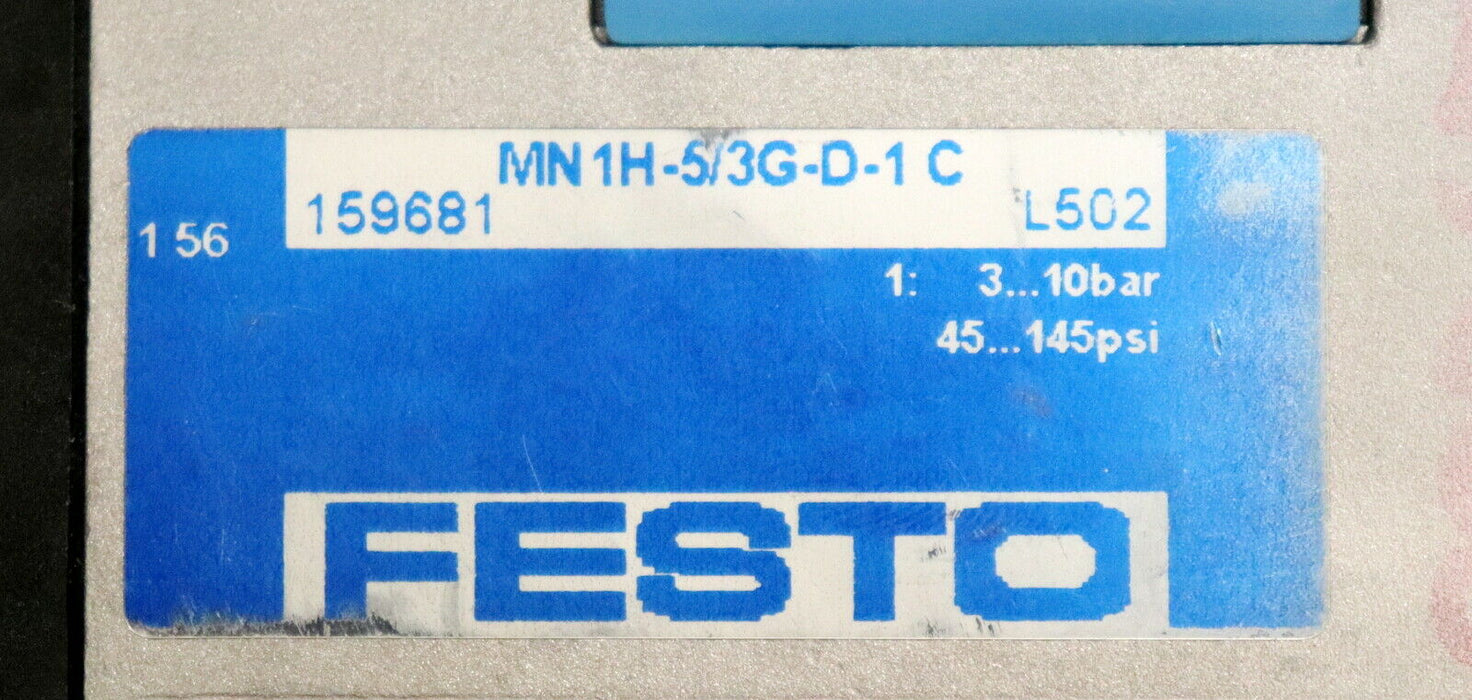 MN1H-5/3G-D-1 C
159681 L502
1 56
1: 3...10bar
45...145psi
FESTO